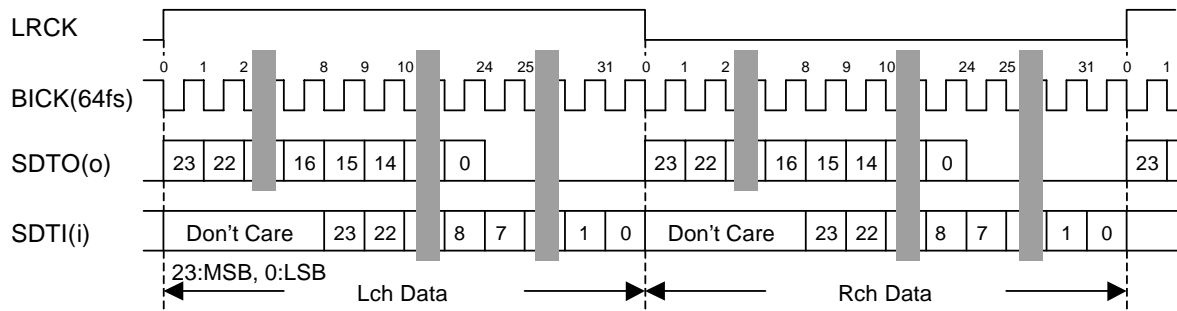 LRCK
0 1 2 8 9 10 24 25 31 0 1 2 8 9 10 24 25 31 0 1
BICK(64fs)
SDTO(o) 23 22 16 15 14 0 23 22 16 15 14 0 23
SDTI(i) Don't Care 23 22 8 7 1 0 Don't Care 23 22 8 7 1 0
23:MSB, 0:LSB
Lch Data Rch Data